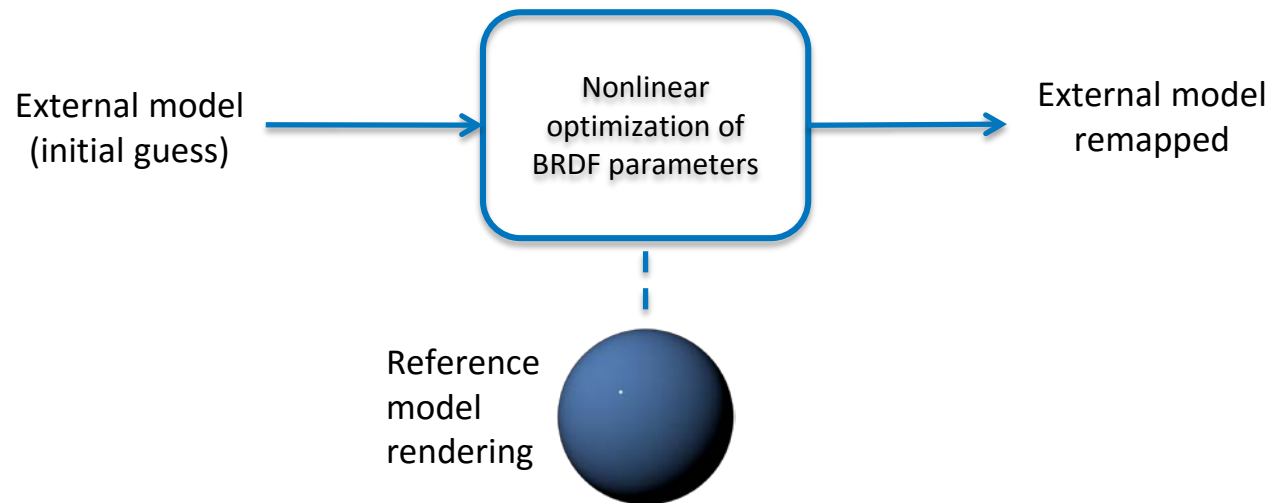 External model
(initial guess)
Nonlinear
optimization of
BRDF parameters
External model
remapped
Reference
model
rendering